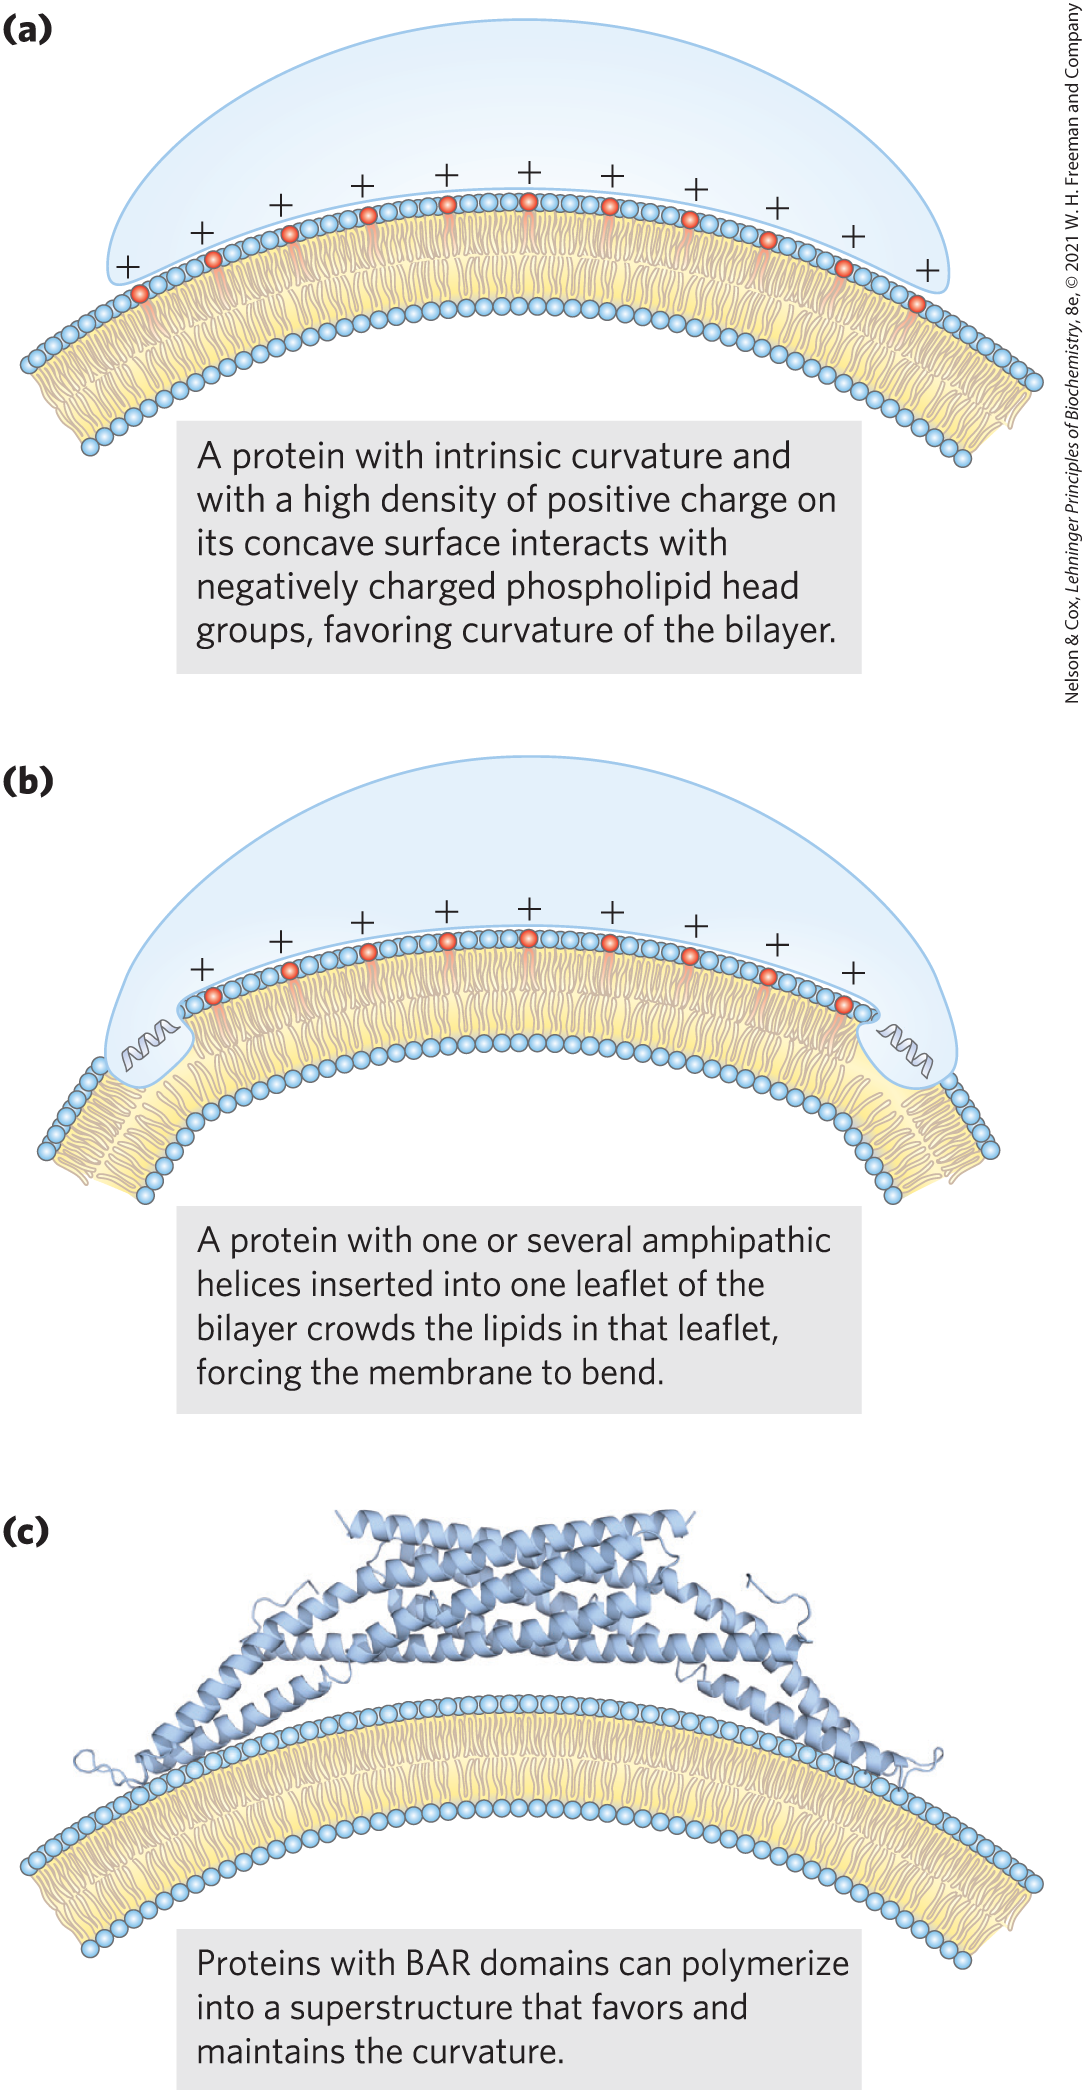 (a)
+ + + + + + + + + + +
A protein with intrinsic curvature and
with a high density of positive charge on
its concave surface interacts with
negatively charged phospholipid head
groups, favoring curvature of the bilayer.
Nelson & Cox, Lehninger Principles of Biochemistry, 8e, © 2021 W. H. Freeman and Company
(b)
+ + + + + + + + +
A protein with one or several amphipathic
helices inserted into one leaflet of the
bilayer crowds the lipids in that leaflet,
forcing the membrane to bend.
(c)
Proteins with BAR domains can polymerize
into a superstructure that favors and
maintains the curvature.